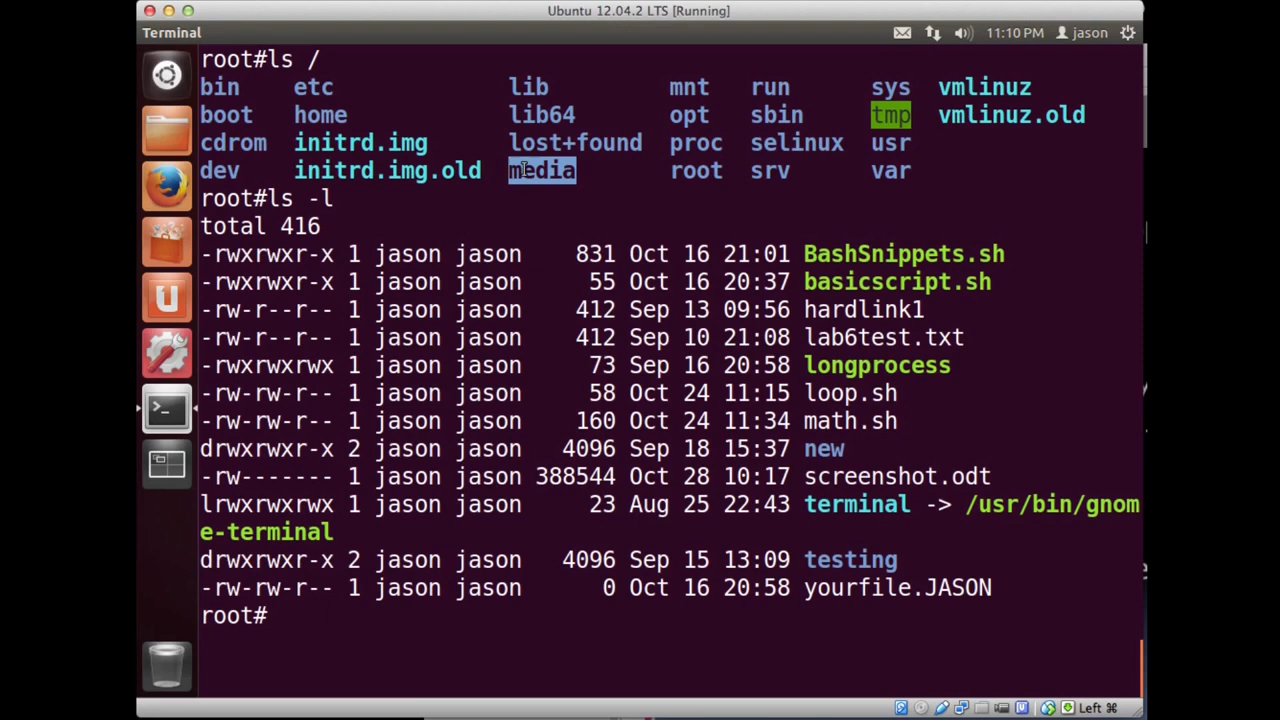 Ubuntu 12.04.2 LTS [Running]
Terminal 11:10 PM jason
root#ls /
bin etc lib mnt run sys vmlinuz
boot home lib64 opt sbin tmp vmlinuz.old
cdrom initrd.img lost+found proc selinux usr
dev initrd.img.old media root srv var
root#ls -l
total 416
-rwxrwxr-x 1 jason jason 831 Oct 16 21:01 BashSnippets.sh
-rwxrwxr-x 1 jason jason 55 Oct 16 20:37 basicscript.sh
-rw-r--r-- 1 jason jason 412 Sep 13 09:56 hardlink1
-rw-r--r-- 1 jason jason 412 Sep 10 21:08 lab6test.txt
-rwxrwxrwx 1 jason jason 73 Sep 16 20:58 longprocess
-rw-rw-r-- 1 jason jason 58 Oct 24 11:15 loop.sh
-rw-rw-r-- 1 jason jason 160 Oct 24 11:34 math.sh
drwxrwxr-x 2 jason jason 4096 Sep 18 15:37 new
-rw------- 1 jason jason 388544 Oct 28 10:17 screenshot.odt
lrwxrwxrwx 1 jason jason 23 Aug 25 22:43 terminal -> /usr/bin/gnom
e-terminal
drwxrwxr-x 2 jason jason 4096 Sep 15 13:09 testing
-rw-rw-r-- 1 jason jason 0 Oct 16 20:58 yourfile.JASON
root#
Left ⌘